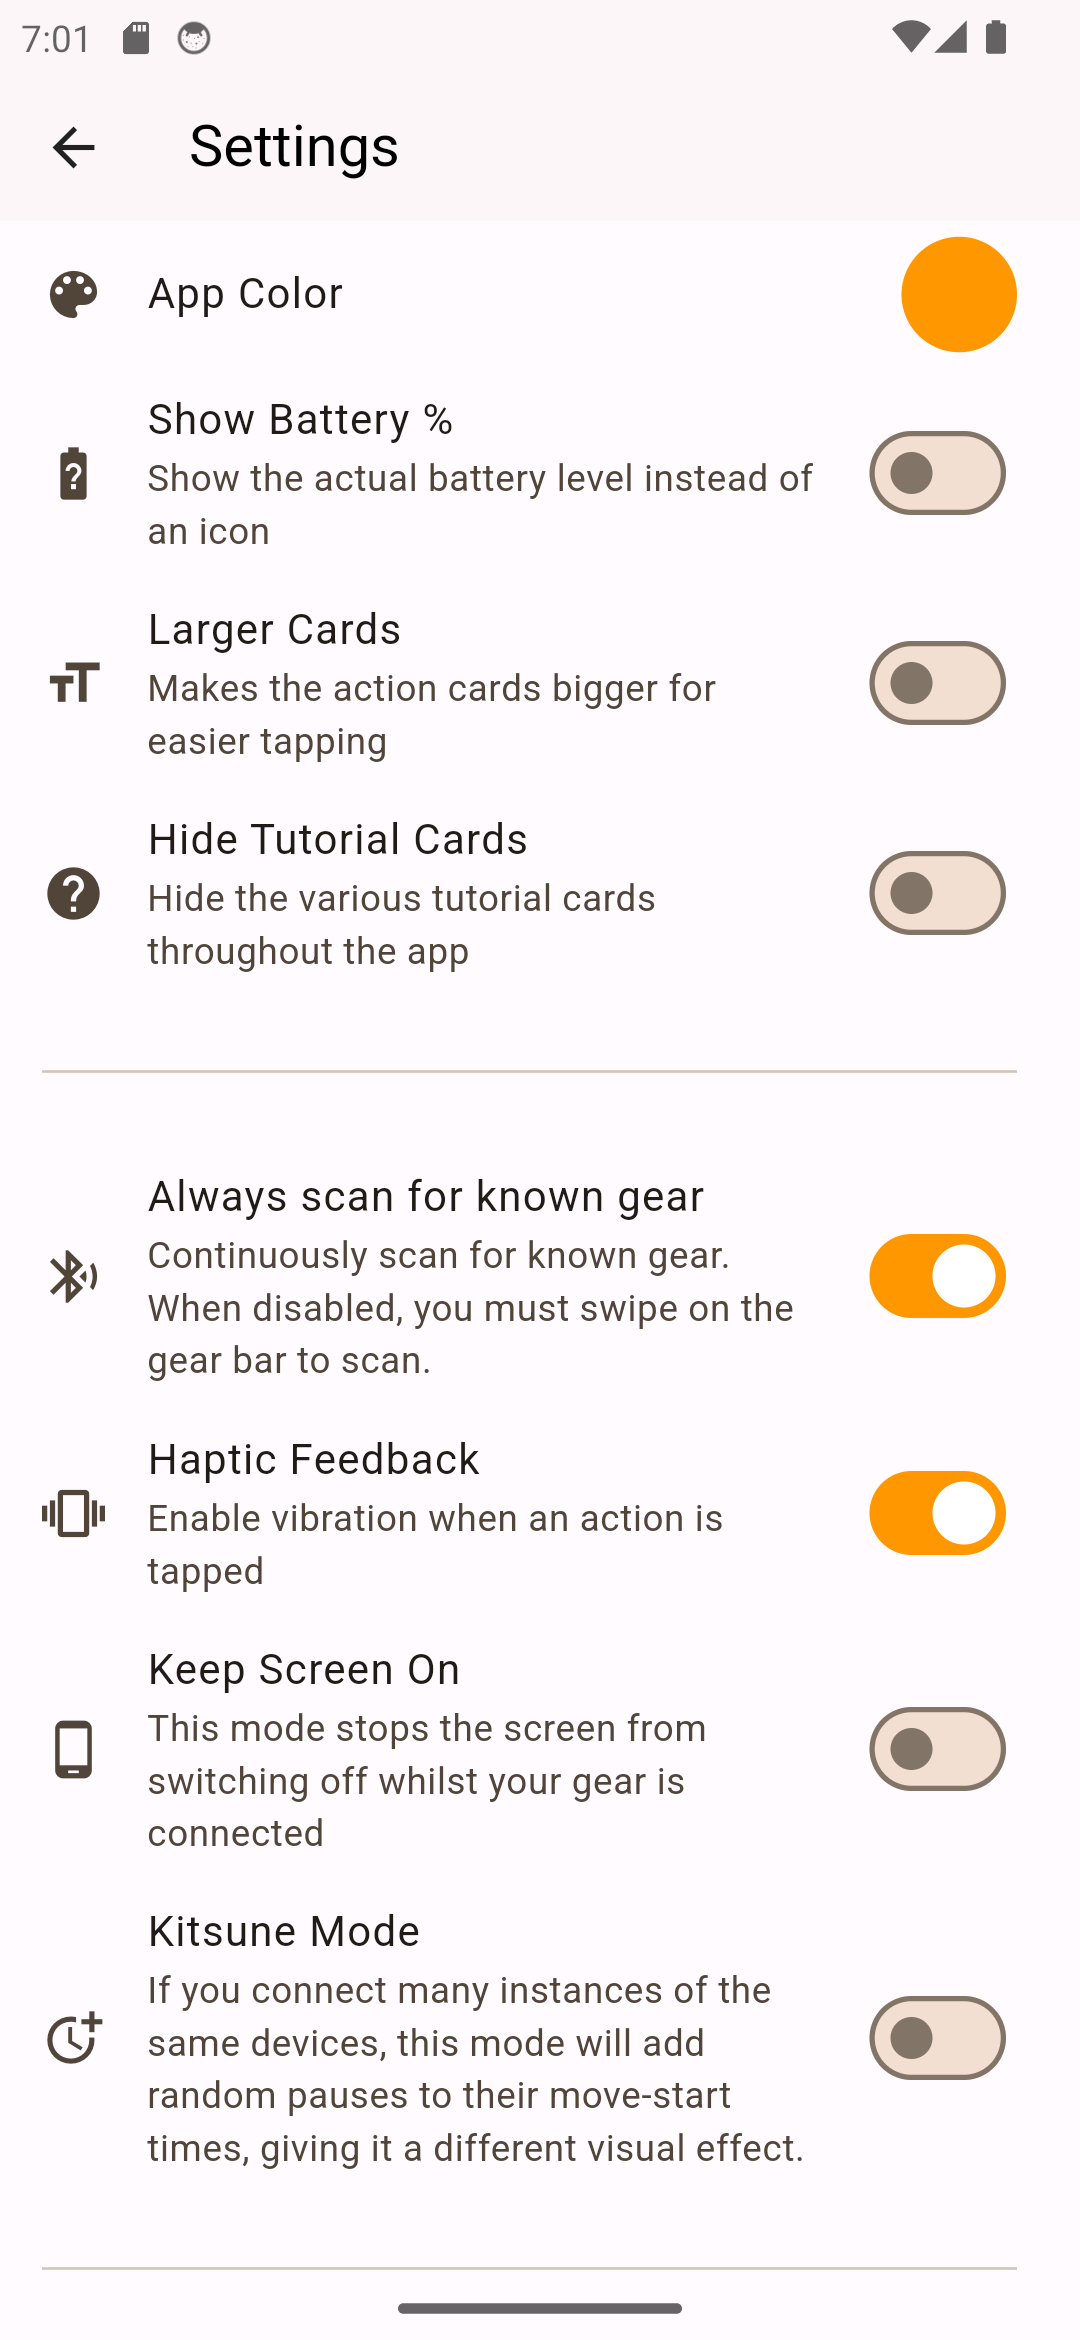 7:01
Settings
App Color
Show Battery %
Show the actual battery level instead of
an icon
Larger Cards
Makes the action cards bigger for
easier tapping
Hide Tutorial Cards
Hide the various tutorial cards
throughout the app
Always scan for known gear
Continuously scan for known gear.
When disabled, you must swipe on the
gear bar to scan.
Haptic Feedback
Enable vibration when an action is
tapped
Keep Screen On
This mode stops the screen from
switching off whilst your gear is
connected
Kitsune Mode
If you connect many instances of the
same devices, this mode will add
random pauses to their move-start
times, giving it a different visual effect.